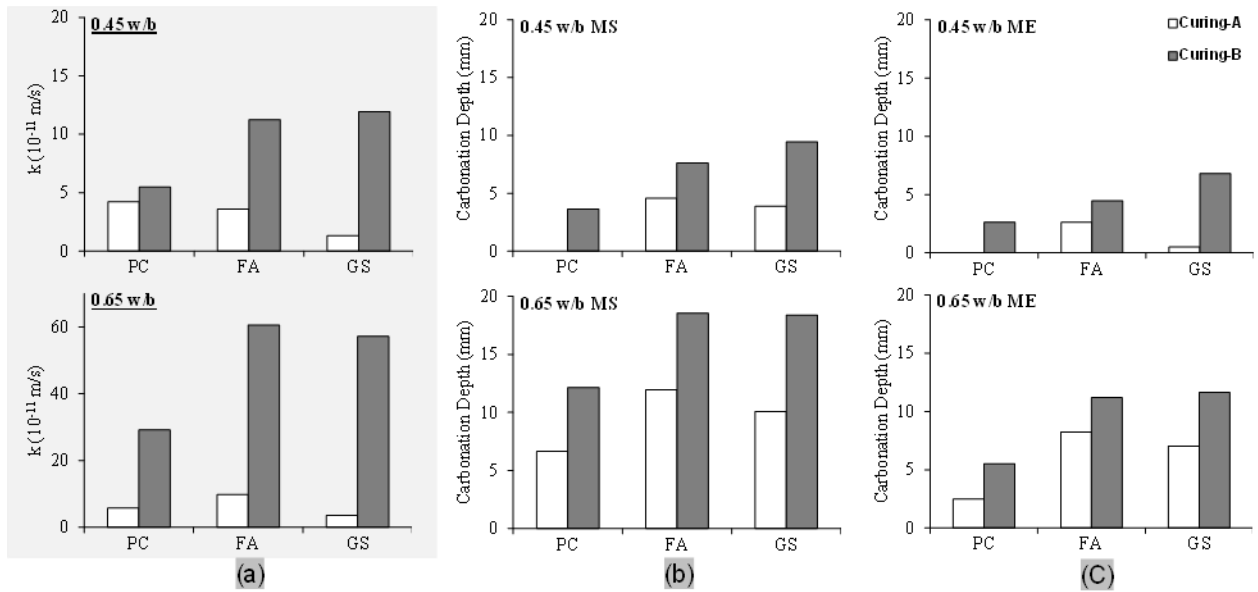 0.45 w/b
k (10⁻¹¹ m/s)
20
15
10
5
0
PC FA GS
0.65 w/b
k (10⁻¹¹ m/s)
60
40
20
0
PC FA GS
(a)
0.45 w/b MS
Carbonation Depth (mm)
20
15
10
5
0
PC FA GS
0.65 w/b MS
Carbonation Depth (mm)
20
15
10
5
0
PC FA GS
(b)
0.45 w/b ME
Curing-A
Curing-B
Carbonation Depth (mm)
20
15
10
5
0
PC FA GS
0.65 w/b ME
Carbonation Depth (mm)
20
15
10
5
0
PC FA GS
(C)